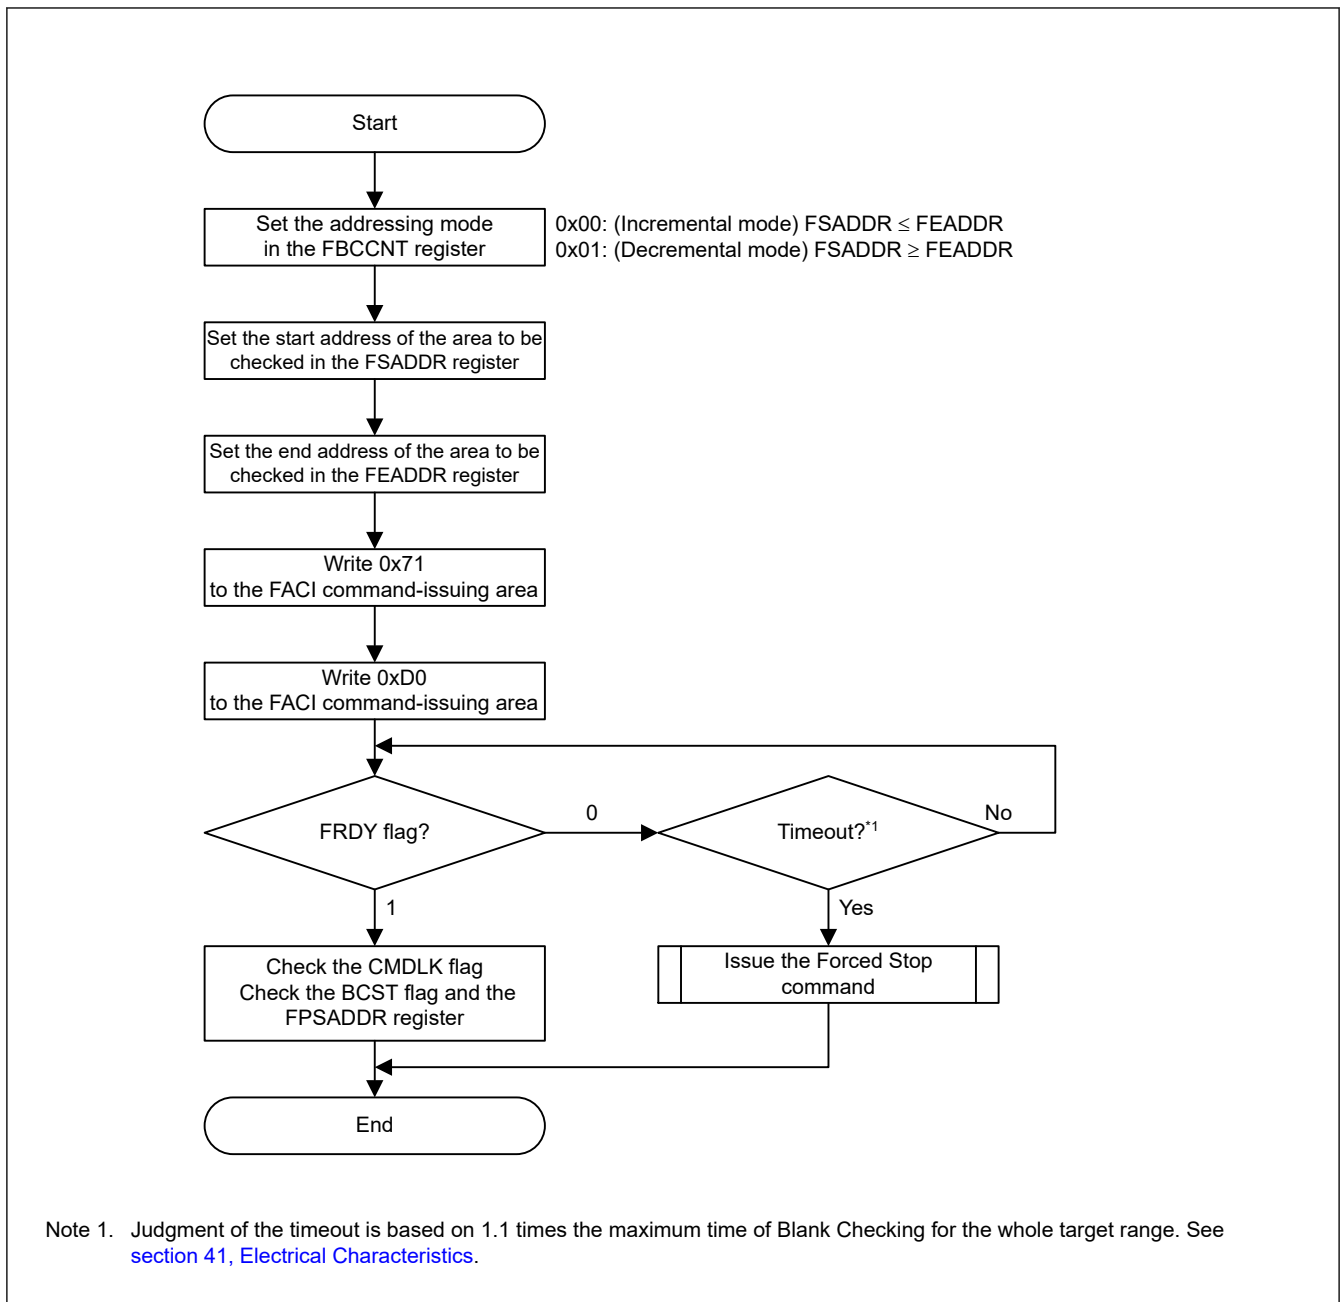 Start
Set the addressing mode
in the FBCCNT register
0x00: (Incremental mode) FSADDR ≤ FEADDR
0x01: (Decremental mode) FSADDR ≥ FEADDR
Set the start address of the area to be
checked in the FSADDR register
Set the end address of the area to be
checked in the FEADDR register
Write 0x71
to the FACI command-issuing area
Write 0xD0
to the FACI command-issuing area
FRDY flag?
0
Timeout?*1
No
1
Yes
Check the CMDLK flag
Check the BCST flag and the
FPSADDR register
Issue the Forced Stop
command
End
Note 1. Judgment of the timeout is based on 1.1 times the maximum time of Blank Checking for the whole target range. See
section 41, Electrical Characteristics.